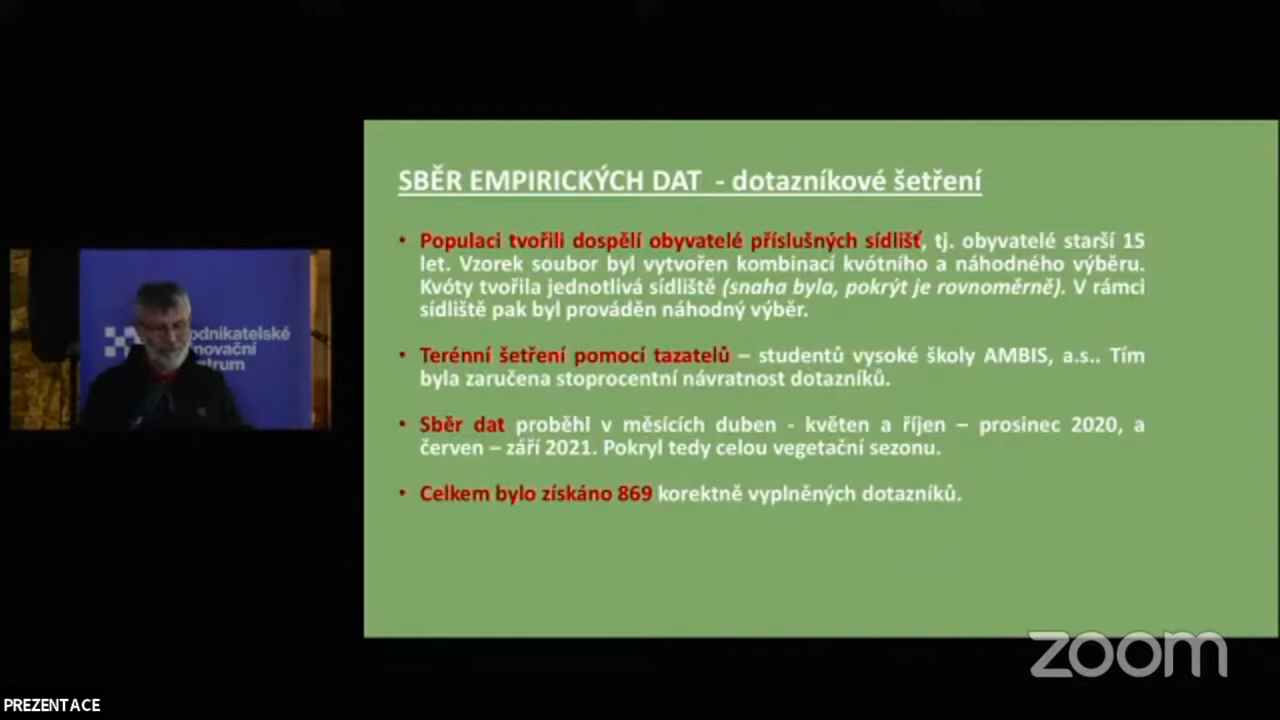 SBĚR EMPIRICKÝCH DAT - dotazníkové šetření
• Populaci tvořili dospělí obyvatelé příslušných sídlišť, tj. obyvatelé starší 15
let. Vzorek soubor byl vytvořen kombinací kvótního a náhodného výběru.
Kvóty tvořila jednotlivá sídliště (snaha byla, pokrýt je rovnoměrně). V rámci
sídliště pak byl prováděn náhodný výběr.
• Terénní šetření pomocí tazatelů – studentů vysoké školy AMBIS, a.s.. Tím
byla zaručena stoprocentní návratnost dotazníků.
• Sběr dat proběhl v měsících duben - květen a říjen – prosinec 2020, a
červen – září 2021. Pokryl tedy celou vegetační sezonu.
• Celkem bylo získáno 869 korektně vyplněných dotazníků.
odnikatelské
novační
ntrum
zoom
PREZENTACE